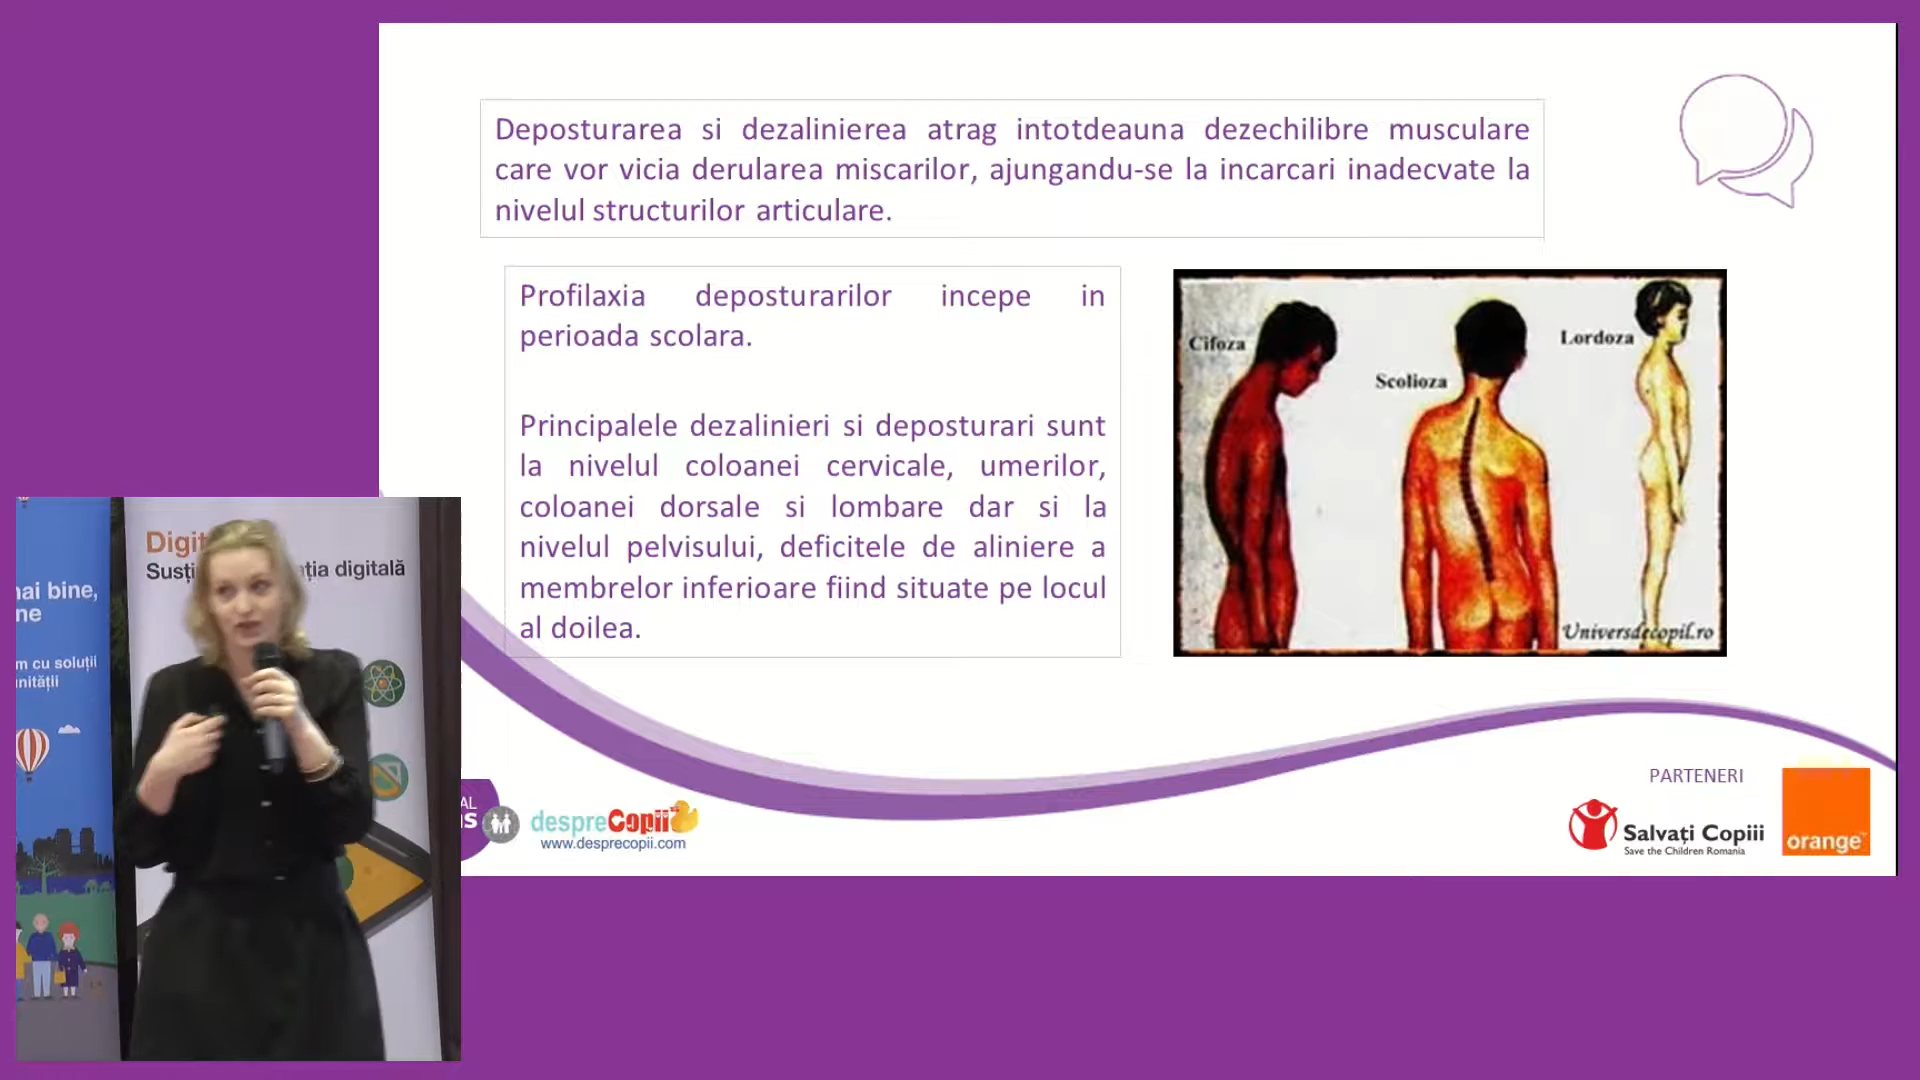 Deposturarea si dezalinierea atrag intotdeauna dezechilibre musculare
care vor vicia derularea miscarilor, ajungandu-se la incarcari inadecvate la
nivelul structurilor articulare.
Profilaxia deposturarilor incepe in
perioada scolara.
Principalele dezalinieri si deposturari sunt
la nivelul coloanei cervicale, umerilor,
coloanei dorsale si lombare dar si la
nivelul pelvisului, deficitele de aliniere a
membrelor inferioare fiind situate pe locul
al doilea.
Cifoza
Scolioza
Lordoza
Universdecopil.ro
Digit
Susți ția digitală
ai bine,
ne
m cu soluții
nității
AL
despreCopii
www.desprecopii.com
PARTENERI
Salvați Copiii
Save the Children Romania
orange